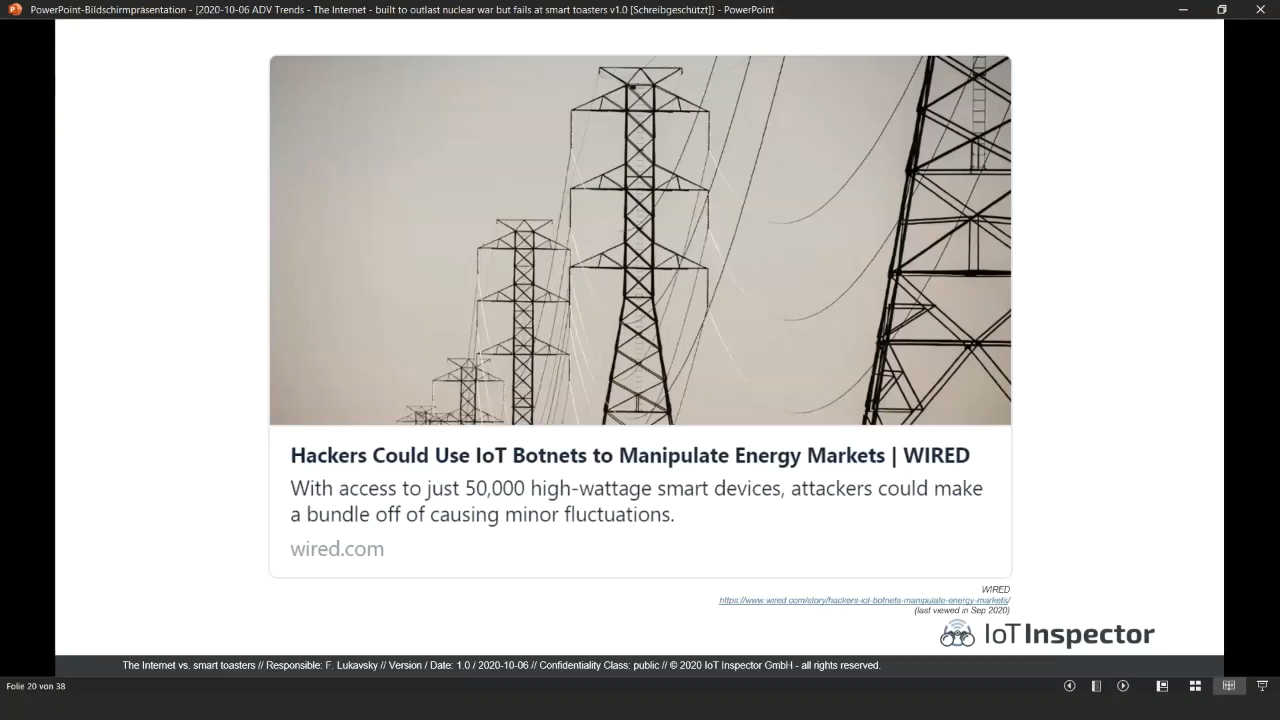 PowerPoint-Bildschirmpräsentation - [2020-10-06 ADV Trends - The Internet - built to outlast nuclear war but fails at smart toasters v1.0 [Schreibgeschützt]] - PowerPoint
Hackers Could Use IoT Botnets to Manipulate Energy Markets | WIRED
With access to just 50,000 high-wattage smart devices, attackers could make
a bundle off of causing minor fluctuations.
wired.com
WIRED
https://www.wired.com/story/hackers-iot-botnets-manipulate-energy-markets/
(last viewed in Sep 2020)
IoT Inspector
The Internet vs. smart toasters // Responsible: F. Lukavsky // Version / Date: 1.0 / 2020-10-06 // Confidentiality Class: public // © 2020 IoT Inspector GmbH - all rights reserved.
Folie 20 von 38